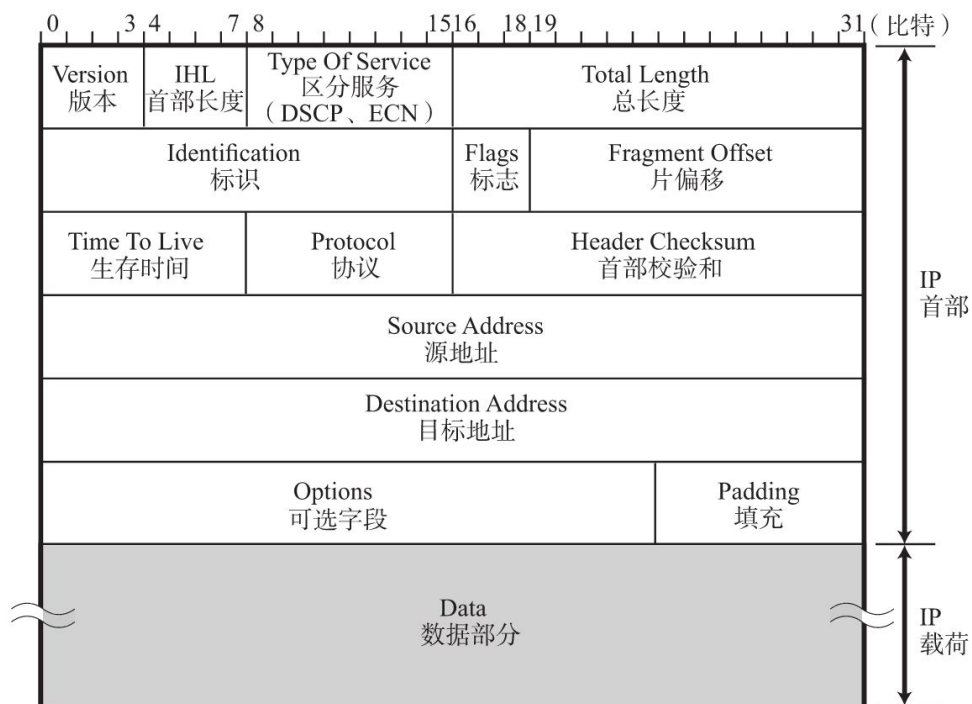 0 3 4 7 8 15 16 18 19 31(比特)
Version
版本
IHL
首部长度
Type Of Service
区分服务
(DSCP、ECN)
Total Length
总长度
Identification
标识
Flags
标志
Fragment Offset
片偏移
Time To Live
生存时间
Protocol
协议
Header Checksum
首部校验和
Source Address
源地址
Destination Address
目标地址
Options
可选字段
Padding
填充
IP
首部
Data
数据部分
IP
载荷